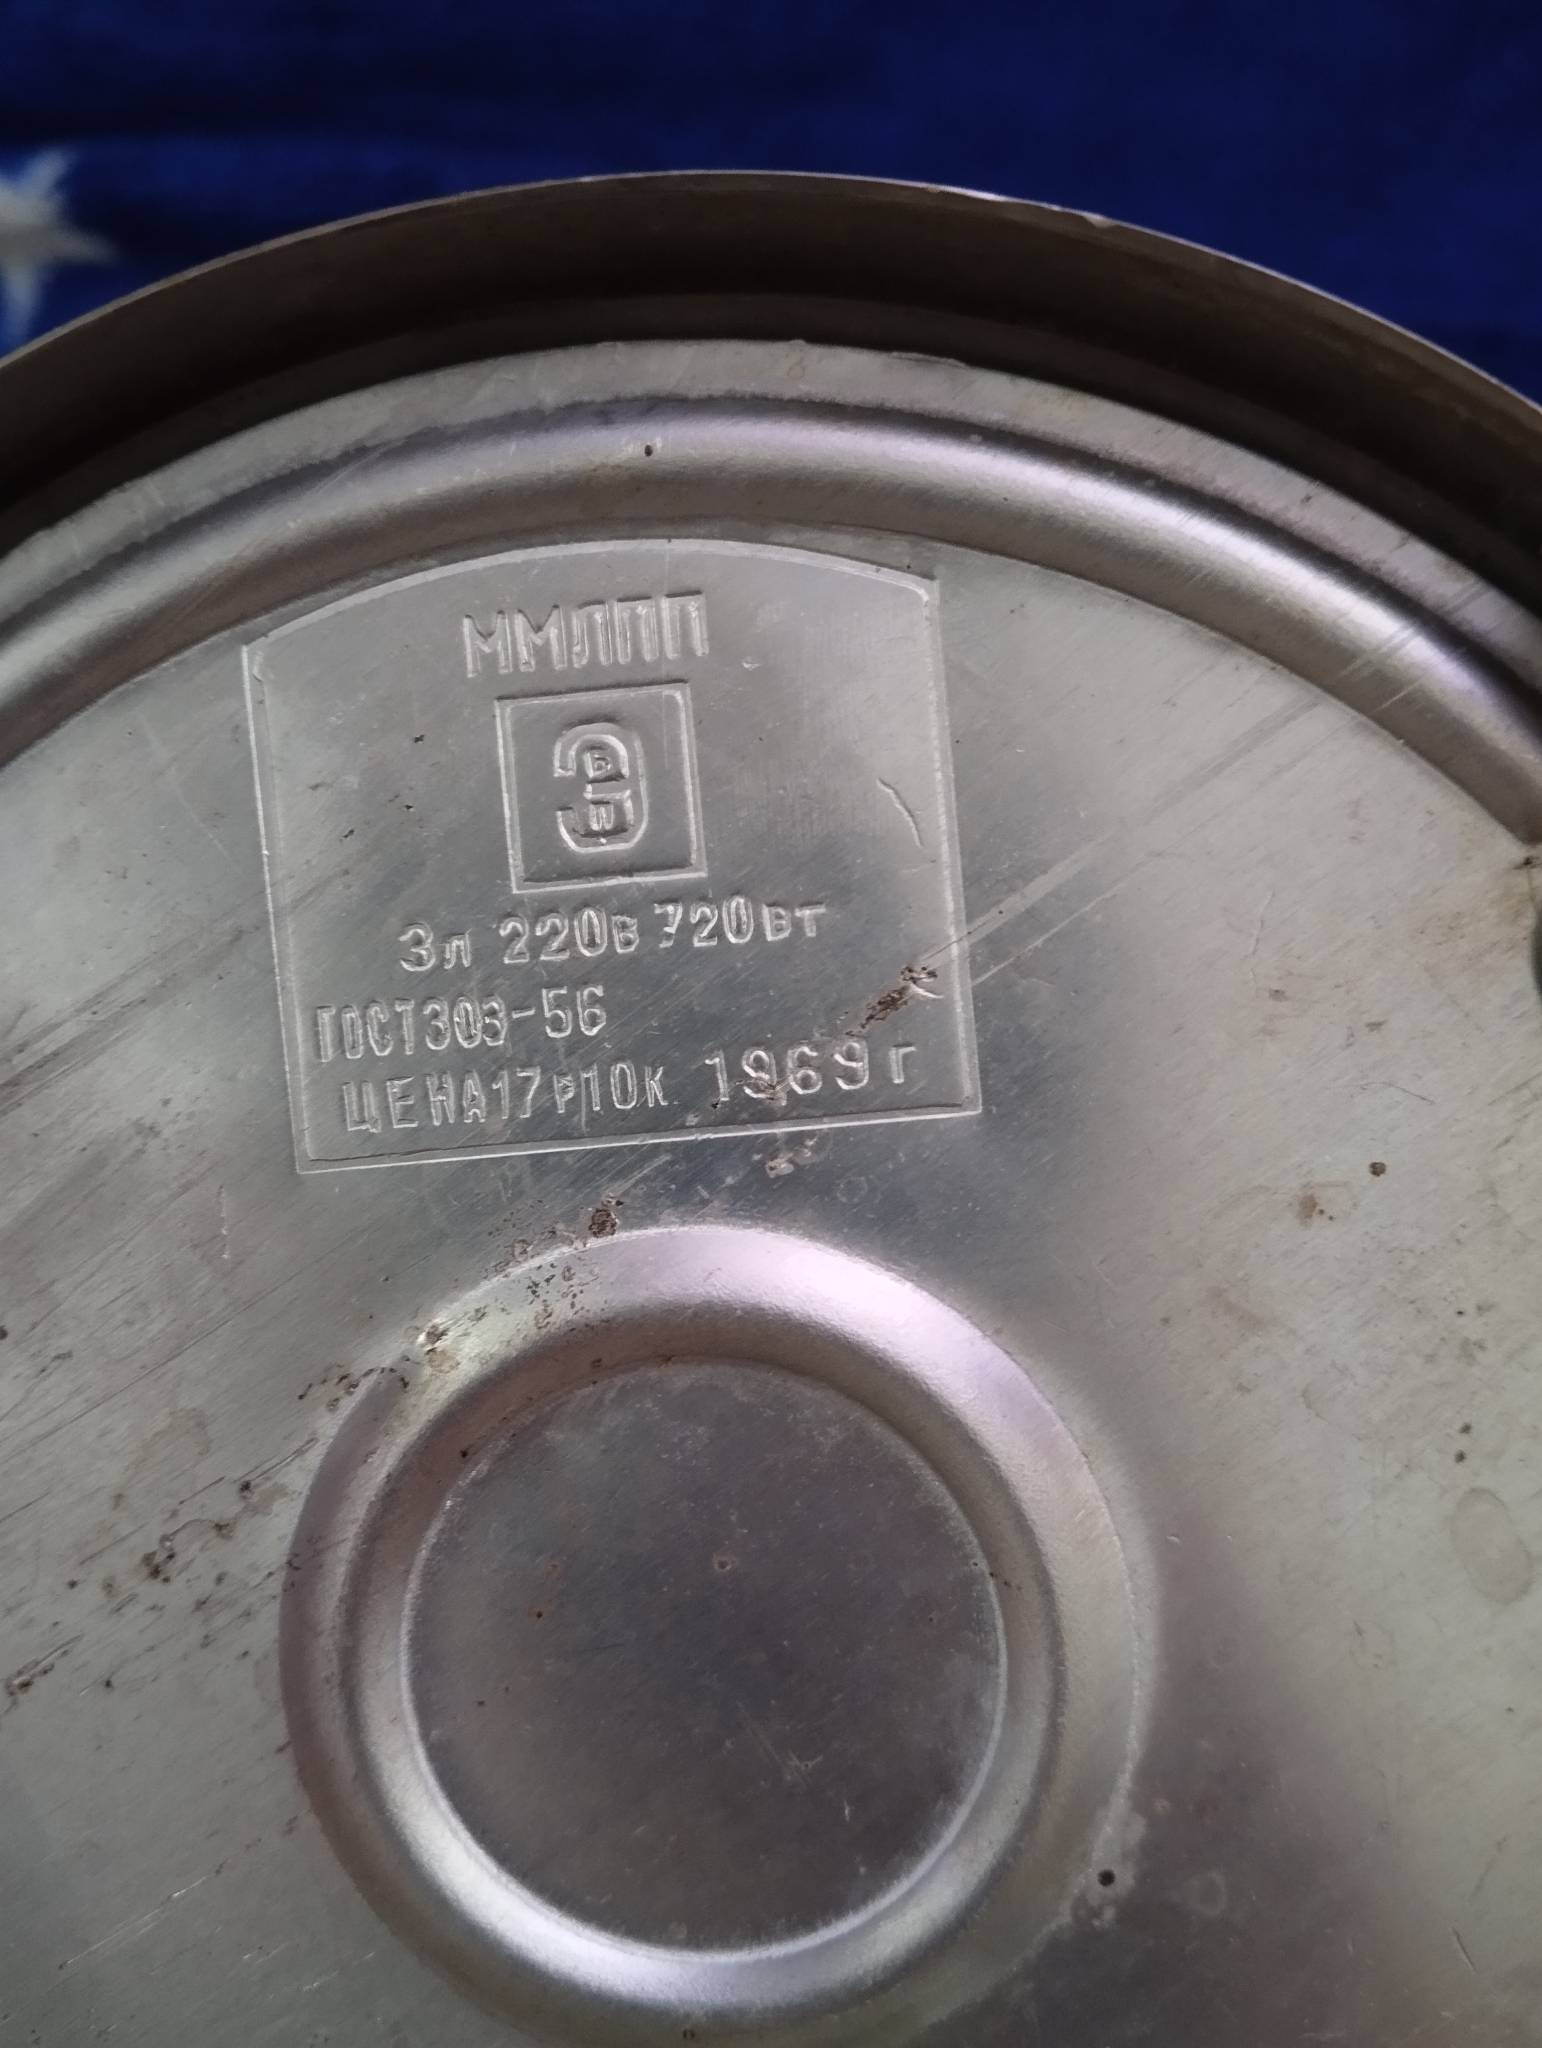 ММЛПП
Э
3л 220в 720вт
ГОСТ303-56
ЦЕНА17р10к 1969г